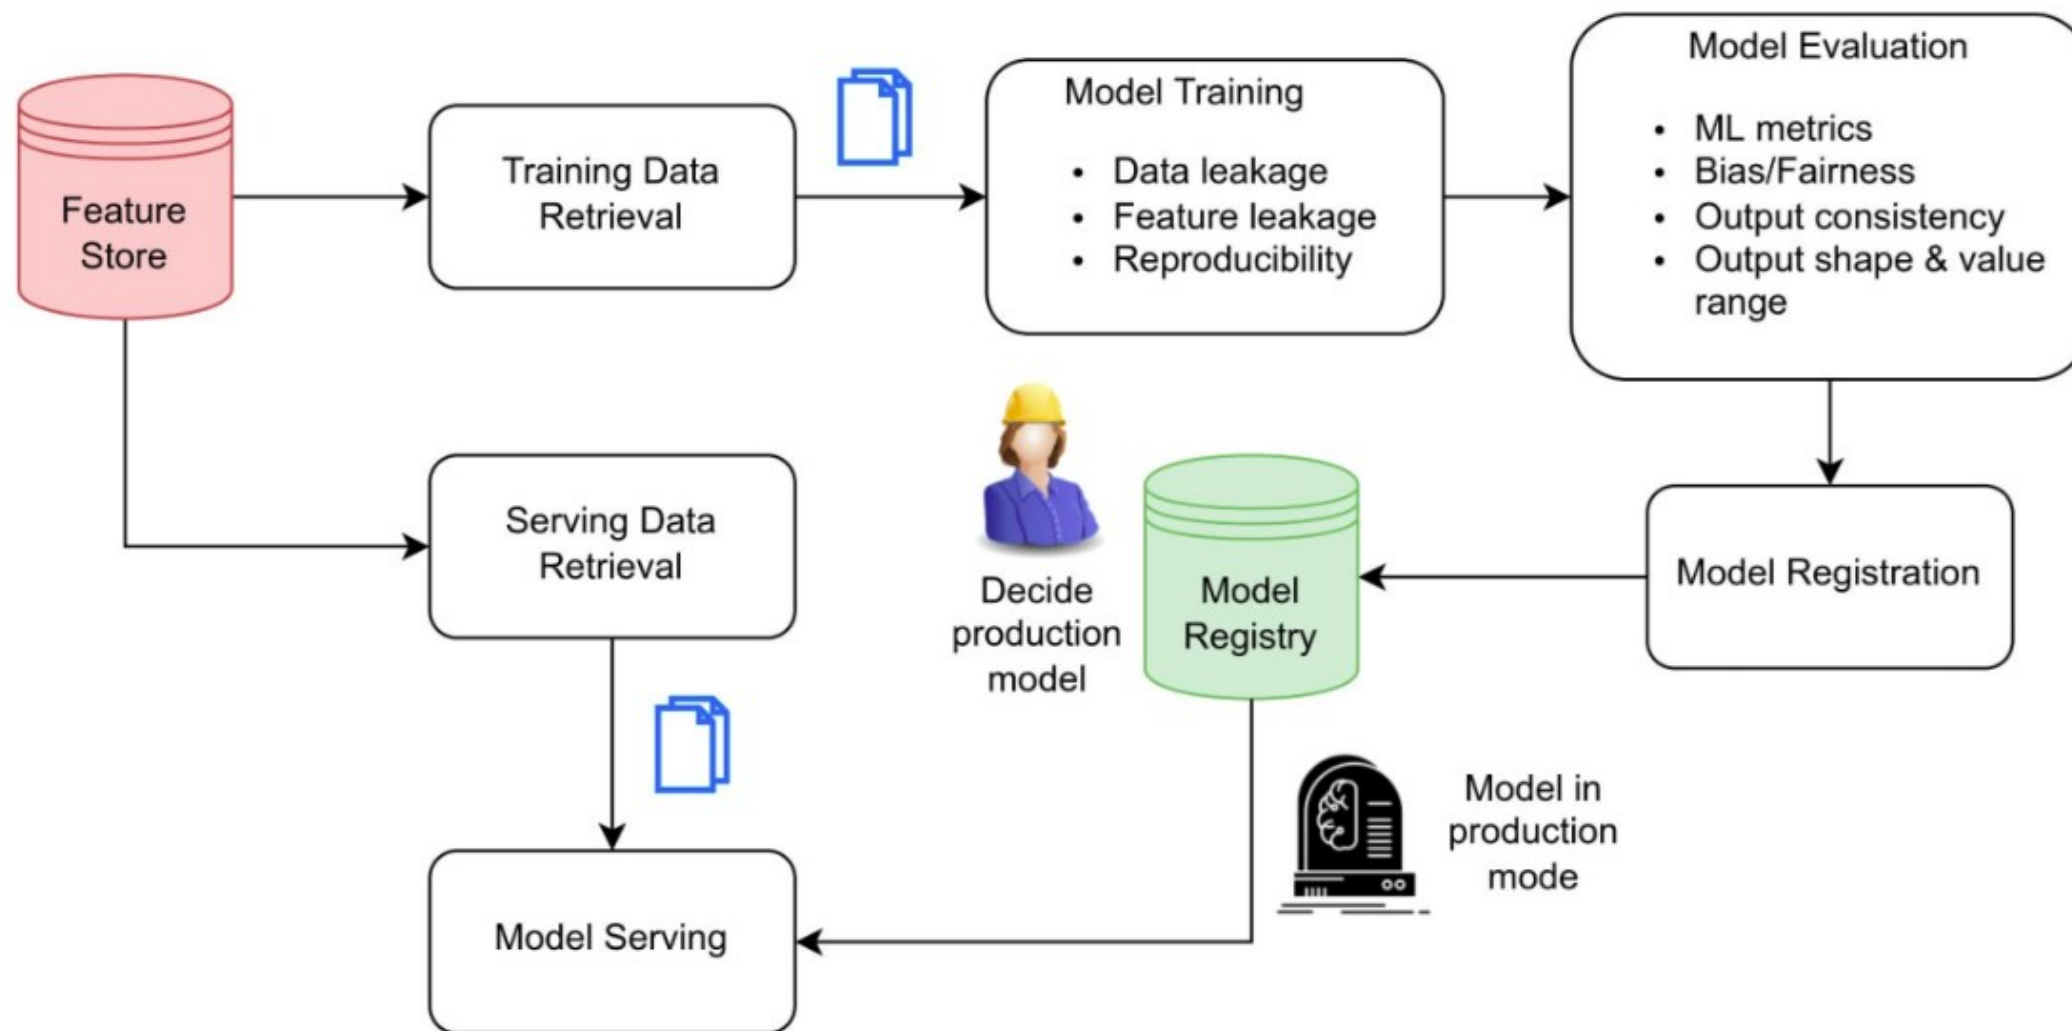 Feature
Store
Training Data
Retrieval
Model Training
• Data leakage
• Feature leakage
• Reproducibility
Model Evaluation
• ML metrics
• Bias/Fairness
• Output consistency
• Output shape & value
range
Serving Data
Retrieval
Decide
production
model
Model
Registry
Model Registration
Model in
production
mode
Model Serving